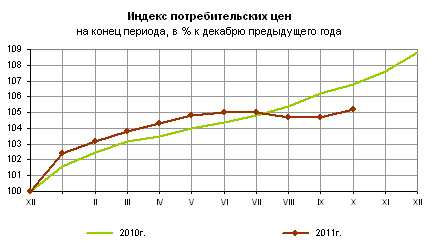 Индекс потребительских цен
на конец периода, в % к декабрю предыдущего года
109
108
107
106
105
104
103
102
101
100
XII I II III IV V VI VII VIII IX X XI XII
2010г. 2011г.